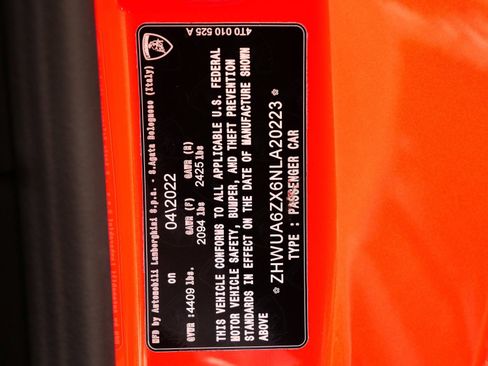 4T0 010 525 A
Mfd by Automobili Lamborghini S.p.a. - S.Agata Bolognese (Italy)
on 04\2022
GAWR (F) GAWR (R)
GVWR :4409 lbs. 2094 lbs 2425 lbs
THIS VEHICLE CONFORMS TO ALL APPLICABLE U.S. FEDERAL
MOTOR VEHICLE SAFETY, BUMPER, AND THEFT PREVENTION
STANDARDS IN EFFECT ON THE DATE OF MANUFACTURE SHOWN
ABOVE
*ZHWUA6ZX6NLA20223*
TYPE : PASSENGER CAR